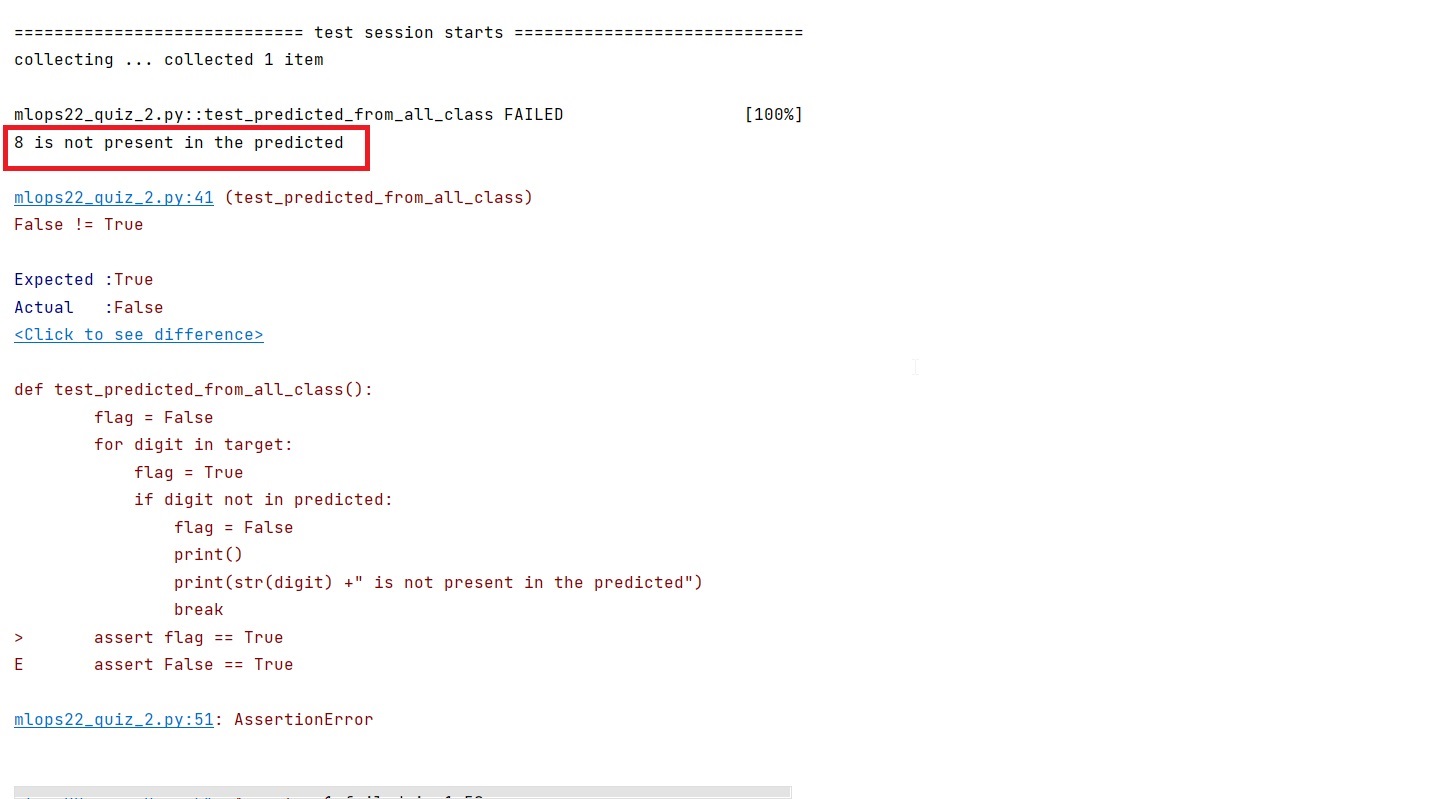 ============================= test session starts =============================
collecting ... collected 1 item
mlops22_quiz_2.py::test_predicted_from_all_class FAILED [100%]
8 is not present in the predicted
mlops22_quiz_2.py:41 (test_predicted_from_all_class)
False != True
Expected :True
Actual   :False
<Click to see difference>
def test_predicted_from_all_class():
        flag = False
        for digit in target:
            flag = True
            if digit not in predicted:
                flag = False
                print()
                print(str(digit) +" is not present in the predicted")
                break
>       assert flag == True
E       assert False == True
mlops22_quiz_2.py:51: AssertionError